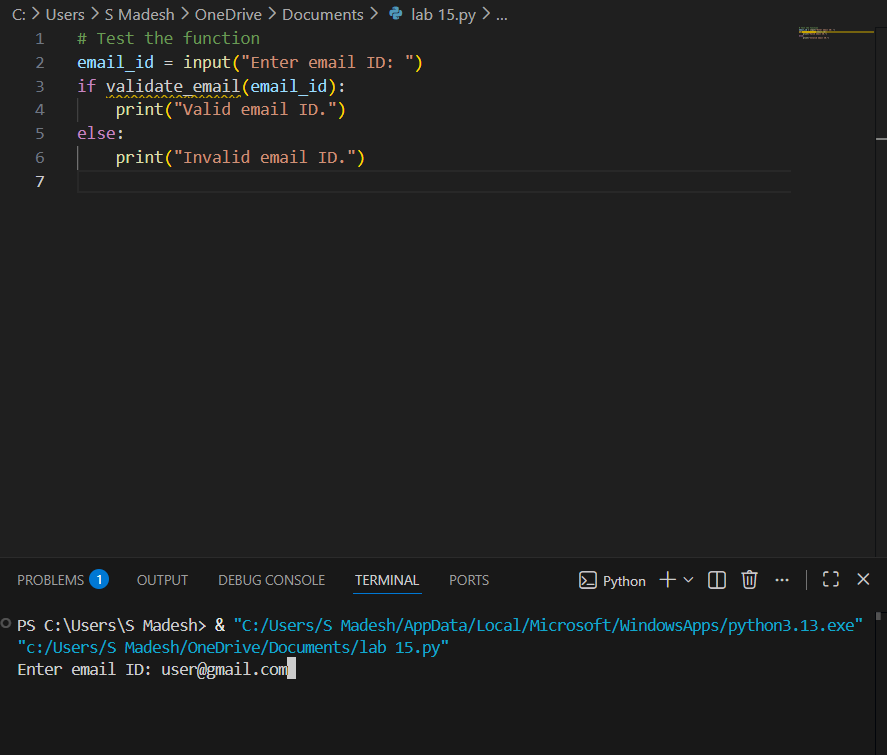 C: > Users > S Madesh > OneDrive > Documents > lab 15.py > ...
1 # Test the function
2 email_id = input("Enter email ID: ")
3 if validate_email(email_id):
4     print("Valid email ID.")
5 else:
6     print("Invalid email ID.")
7
PROBLEMS 1 OUTPUT DEBUG CONSOLE TERMINAL PORTS Python
PS C:\Users\S Madesh> & "C:/Users/S Madesh/AppData/Local/Microsoft/WindowsApps/python3.13.exe"
"c:/Users/S Madesh/OneDrive/Documents/lab 15.py"
Enter email ID: user@gmail.com